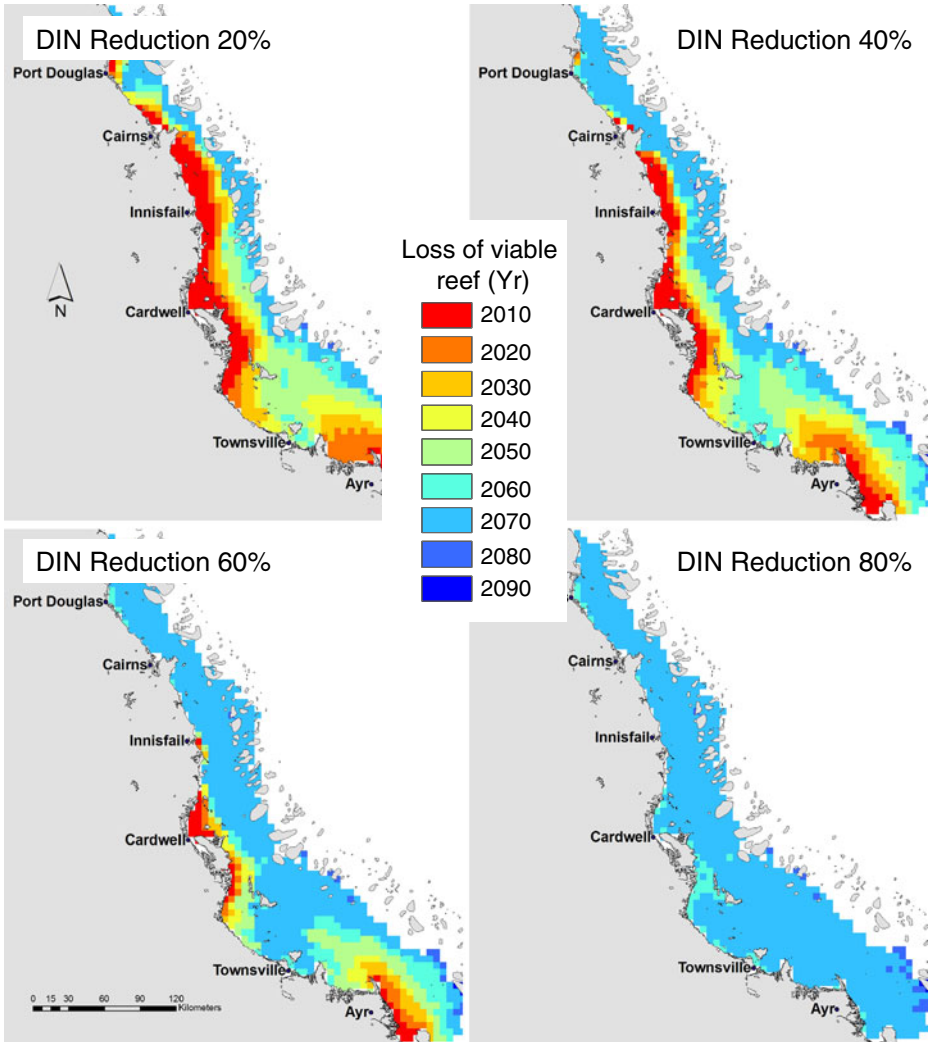 DIN Reduction 20%
Port Douglas
Cairns
Innisfail
N
Cardwell
Townsville
Ayr
DIN Reduction 40%
Port Douglas
Cairns
Innisfail
Cardwell
Townsville
Ayr
Loss of viable
reef (Yr)
2010
2020
2030
2040
2050
2060
2070
2080
2090
DIN Reduction 60%
Port Douglas
Cairns
Innisfail
Cardwell
Townsville
Ayr
0 15 30 60 90 120
Kilometers
DIN Reduction 80%
Cairns
Innisfail
Cardwell
Townsville
Ayr